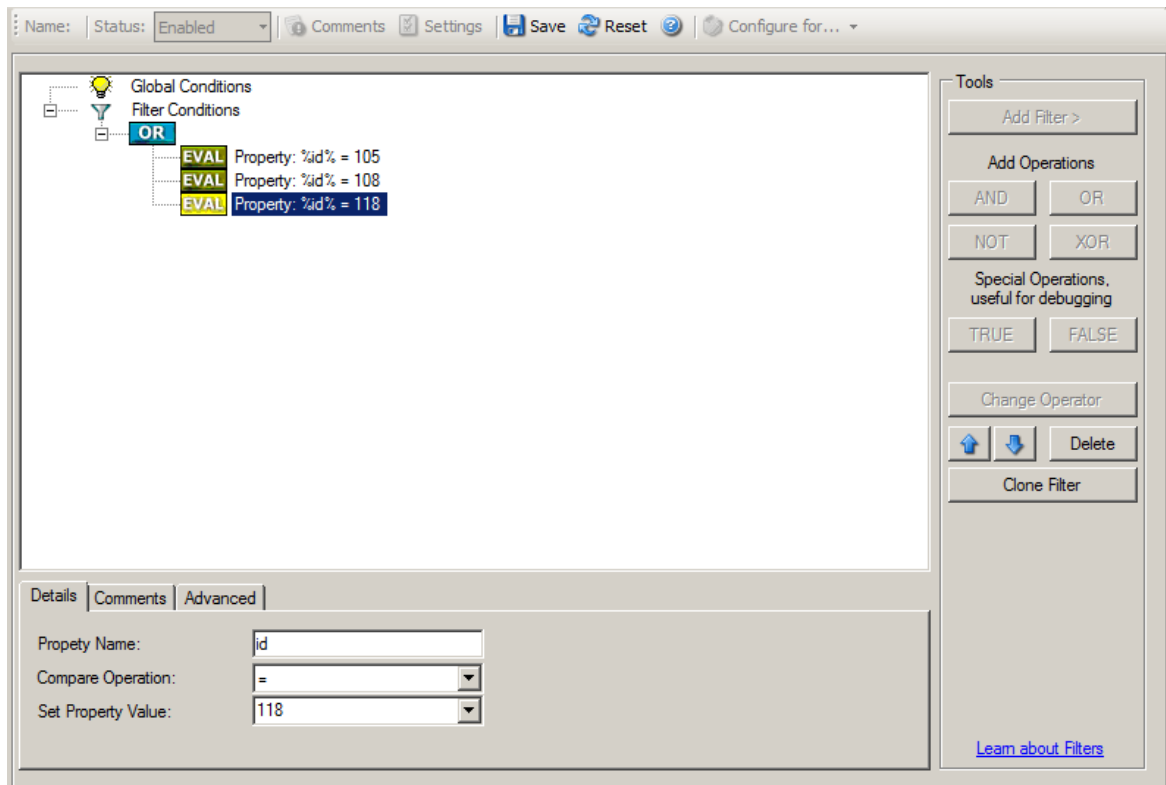 Name: Status: Enabled Comments Settings Save Reset Configure for...
Global Conditions
Filter Conditions
OR
EVAL Property: %id% = 105
EVAL Property: %id% = 108
EVAL Property: %id% = 118
Tools
Add Filter >
Add Operations
AND OR
NOT XOR
Special Operations,
useful for debugging
TRUE FALSE
Change Operator
Delete
Clone Filter
Learn about Filters
Details Comments Advanced
Propety Name: id
Compare Operation: =
Set Property Value: 118